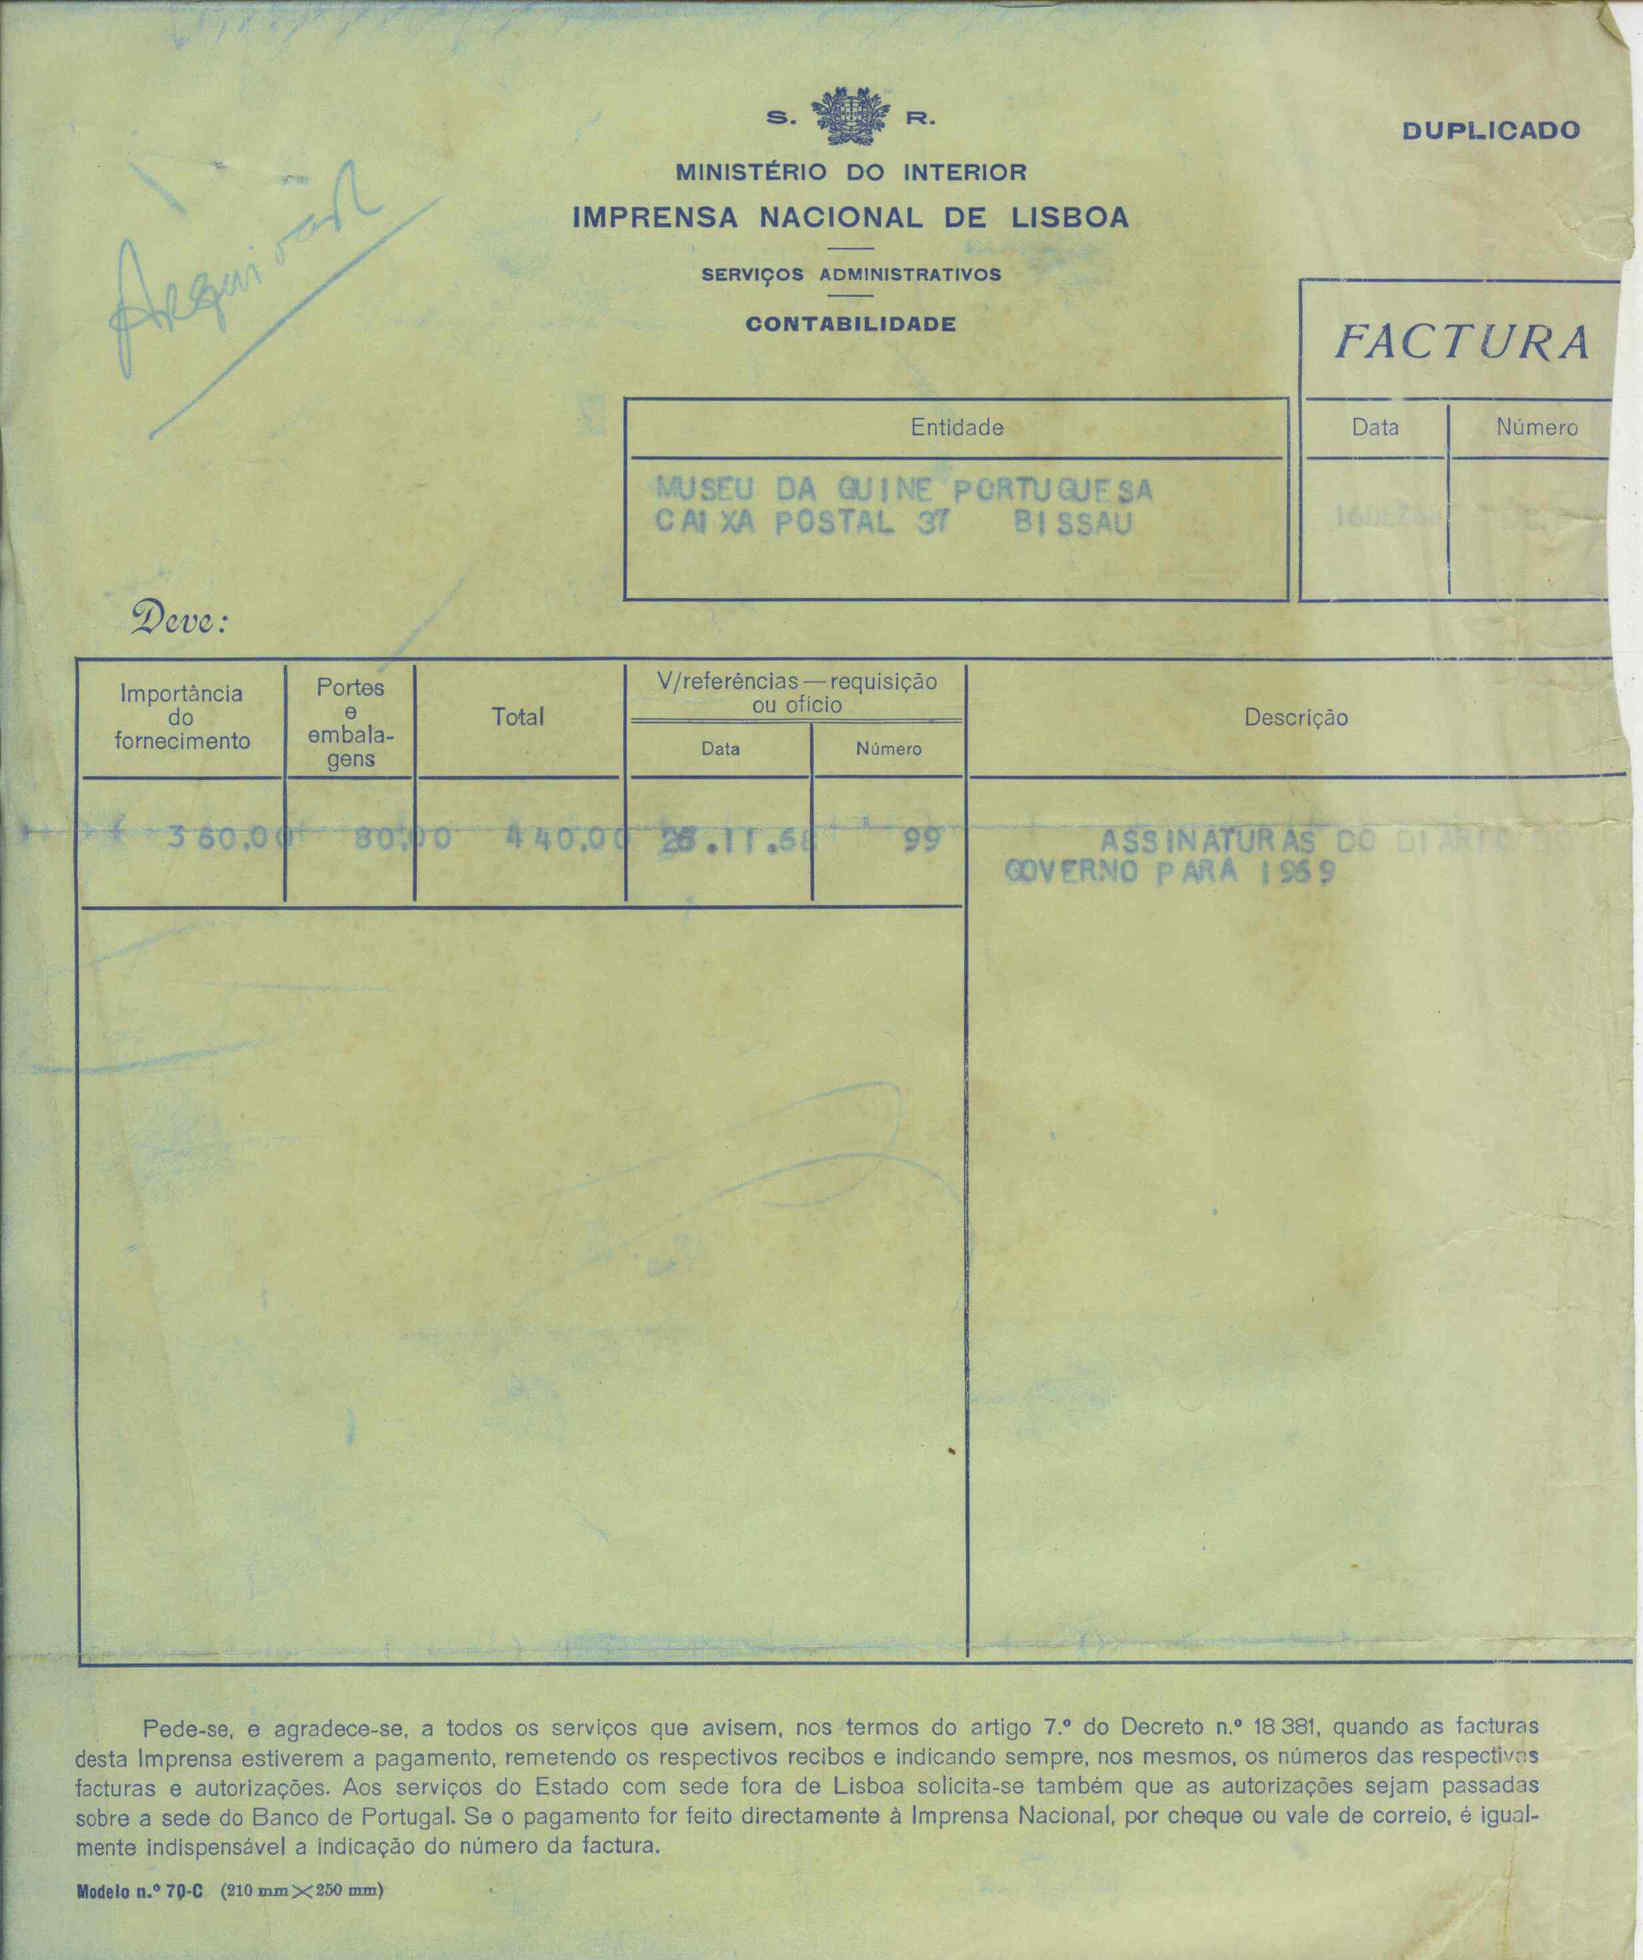 S. R.
DUPLICADO
MINISTÉRIO DO INTERIOR
IMPRENSA NACIONAL DE LISBOA
SERVIÇOS ADMINISTRATIVOS
CONTABILIDADE
Arquivar
FACTURA
Data Número
Entidade
MUSEU DA GUINE PORTUGUESA
CAIXA POSTAL 37 BISSAU
Deve:
Importância
do
fornecimento
Portes
e
embala-
gens
Total
V/referências — requisição
ou ofício
Data Número
Descrição
360.00 80.00 440.00 .11.68 99 ASSINATURAS DO DIARIO
GOVERNO PARA 1969
Pede-se, e agradece-se, a todos os serviços que avisem, nos termos do artigo 7.º do Decreto n.º 18 381, quando as facturas
desta Imprensa estiverem a pagamento, remetendo os respectivos recibos e indicando sempre, nos mesmos, os números das respectivas
facturas e autorizações. Aos serviços do Estado com sede fora de Lisboa solicita-se também que as autorizações sejam passadas
sobre a sede do Banco de Portugal. Se o pagamento for feito directamente à Imprensa Nacional, por cheque ou vale de correio, é igual-
mente indispensável a indicação do número da factura.
Modelo n.º 70-C (210 mm × 250 mm)